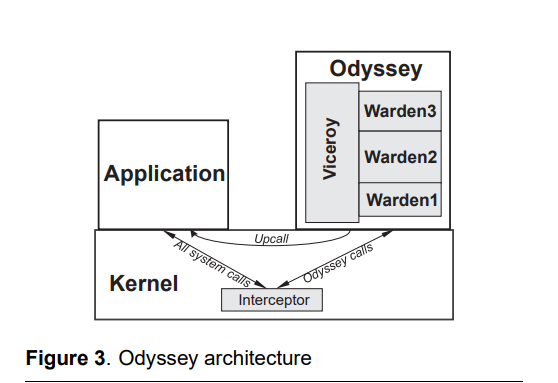 Odyssey
Viceroy
Warden3
Warden2
Warden1
Application
Upcall
All system calls
Odyssey calls
Kernel
Interceptor
Figure 3. Odyssey architecture